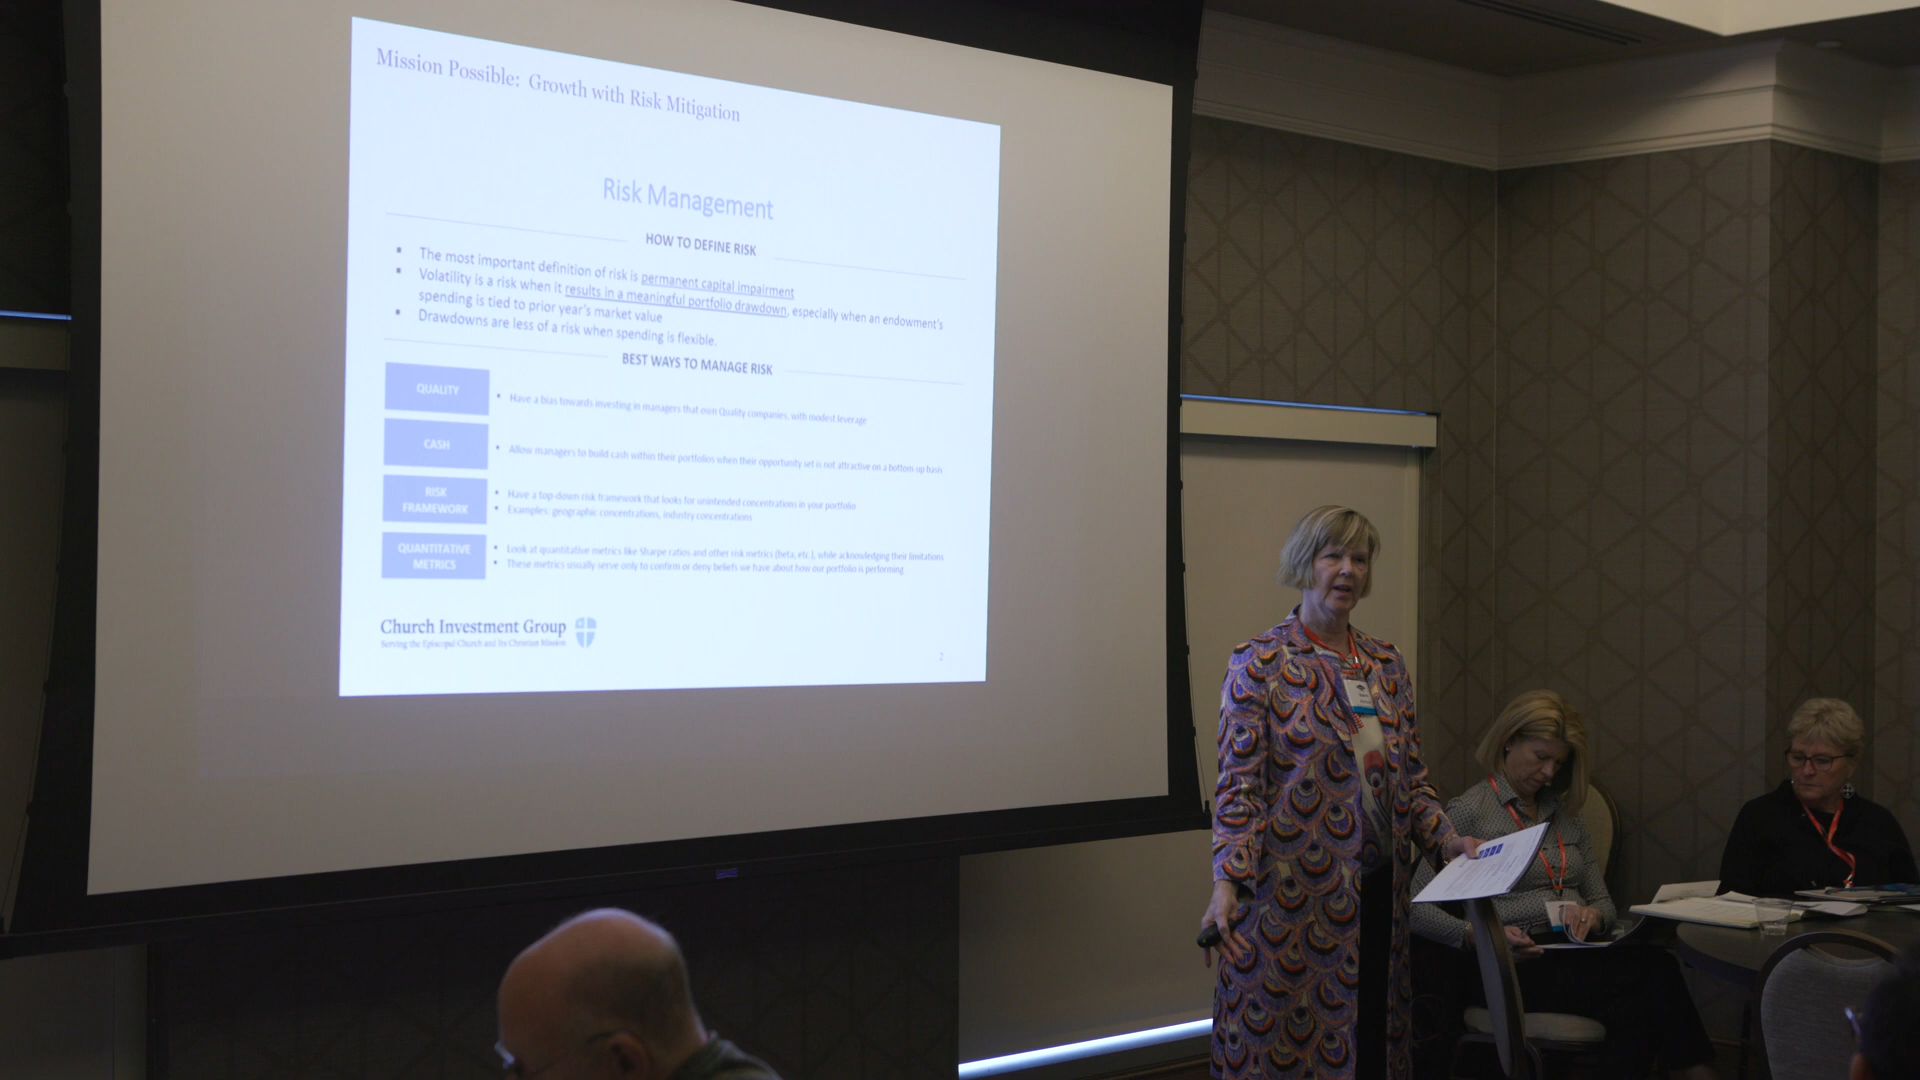 Mission Possible: Growth with Risk Mitigation
Risk Management
HOW TO DEFINE RISK
▪ The most important definition of risk is permanent capital impairment
▪ Volatility is a risk when it results in a meaningful portfolio drawdown, especially when an endowment's
spending is tied to prior year's market value
▪ Drawdowns are less of a risk when spending is flexible.
BEST WAYS TO MANAGE RISK
QUALITY
• Have a bias towards investing in managers that own Quality companies, with modest leverage
CASH
• Allow managers to build cash within their portfolios when their opportunity set is not attractive on a bottom up basis
RISK
FRAMEWORK
• Have a top-down risk framework that looks for unintended concentrations in your portfolio
• Examples: geographic concentrations, industry concentrations
QUANTITATIVE
METRICS
• Look at quantitative metrics like Sharpe ratios and other risk metrics (beta, etc.), while acknowledging their limitations
• These metrics usually serve only to confirm or deny beliefs we have about how our portfolio is performing
Church Investment Group
Serving the Episcopal Church and Its Christian Mission
2